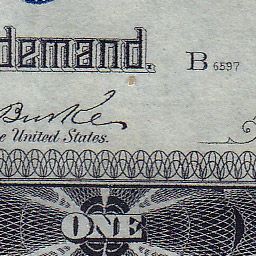 demand.
B 6597
Burke
e United States.
ONE